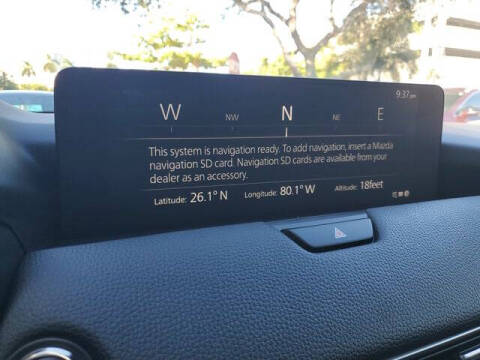 9:37
W NW N NE E
This system is navigation ready. To add navigation, insert a Mazda
navigation SD card. Navigation SD cards are available from your
dealer as an accessory.
Latitude: 26.1° N Longitude: 80.1° W Altitude: 18feet